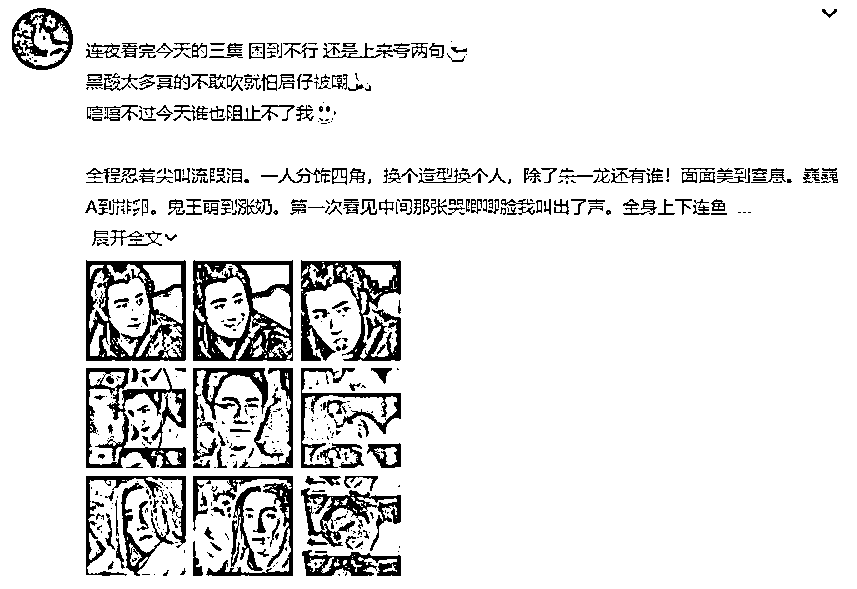 连夜看完今天的三集 困到不行 还是上来夸两句
黑酸太多真的不敢吹就怕居仔被嘲
嘻嘻不过今天谁也阻止不了我
全程忍着尖叫流眼泪。一人分饰四角，换个造型换个人，除了朱一龙还有谁！面面美到窒息。巍巍
A到排卵。鬼王萌到涨奶。第一次看见中间那张哭唧唧脸我叫出了声。全身上下连鱼 ...
展开全文